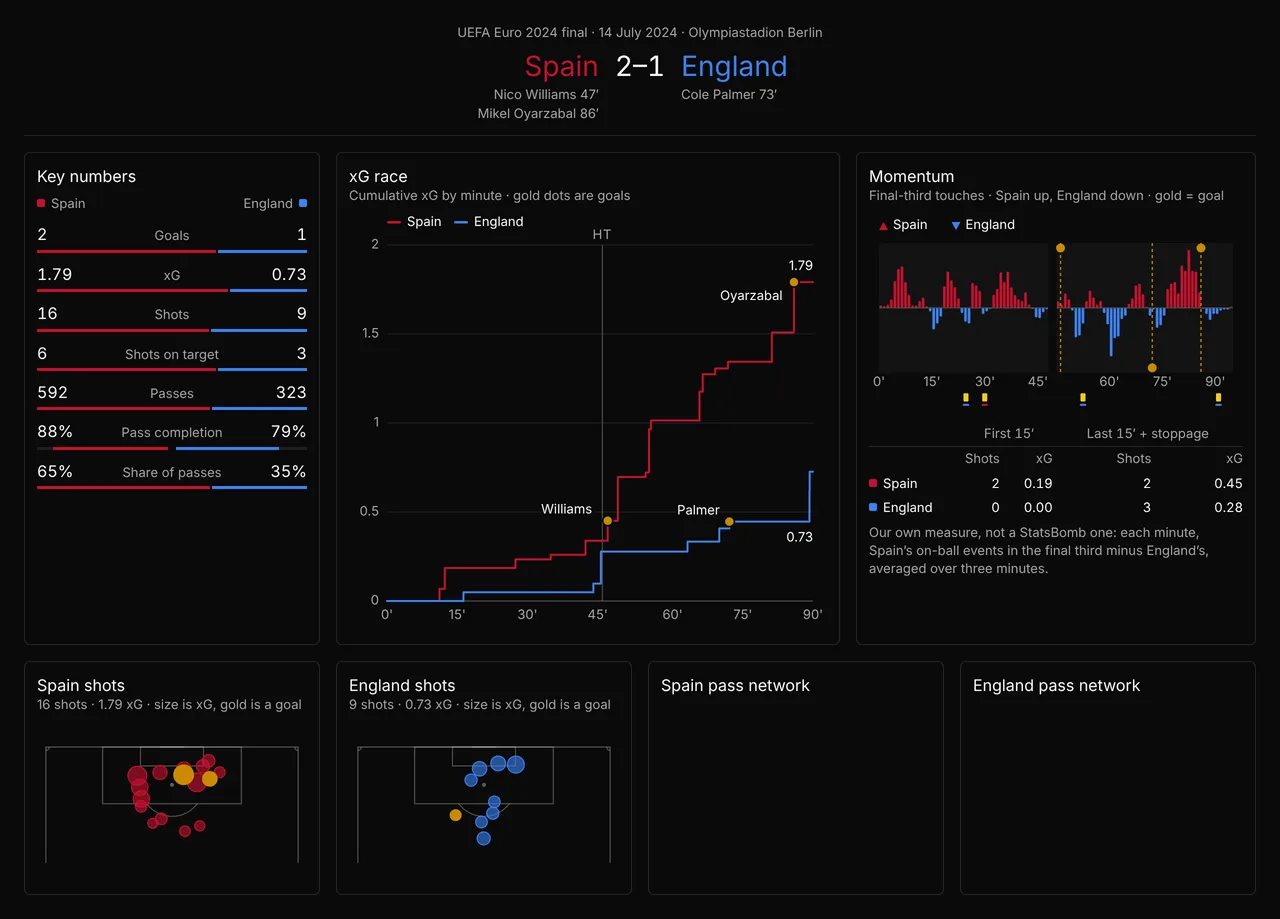 UEFA Euro 2024 final · 14 July 2024 · Olympiastadion Berlin
Spain 2–1 England
Nico Williams 47′
Mikel Oyarzabal 86′
Cole Palmer 73′
Key numbers
Spain England
2 Goals 1
1.79 xG 0.73
16 Shots 9
6 Shots on target 3
592 Passes 323
88% Pass completion 79%
65% Share of passes 35%
xG race
Cumulative xG by minute · gold dots are goals
Spain England
HT
2
1.5
1
0.5
0
1.79
Oyarzabal
Williams
Palmer
0.73
0' 15' 30' 45' 60' 75' 90'
Momentum
Final-third touches · Spain up, England down · gold = goal
Spain England
0' 15' 30' 45' 60' 75' 90'
First 15′ Last 15′ + stoppage
Shots xG Shots xG
Spain 2 0.19 2 0.45
England 0 0.00 3 0.28
Our own measure, not a StatsBomb one: each minute,
Spain’s on-ball events in the final third minus England’s,
averaged over three minutes.
Spain shots
16 shots · 1.79 xG · size is xG, gold is a goal
England shots
9 shots · 0.73 xG · size is xG, gold is a goal
Spain pass network
England pass network